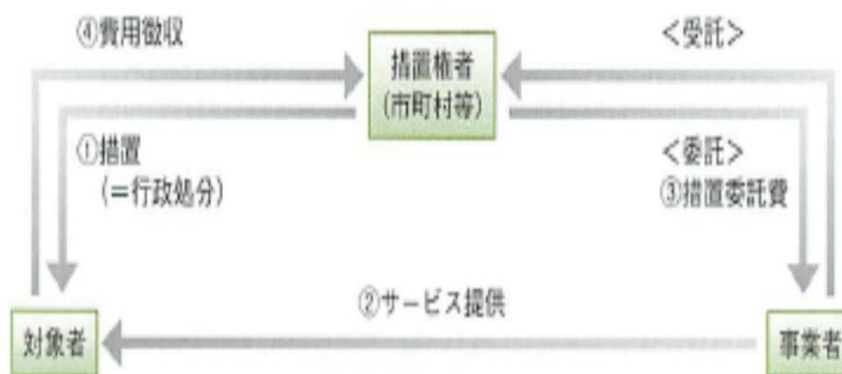 ④費用徴収
<受託>
措置権者
(市町村等)
①措置
(=行政処分)
<委託>
③措置委託費
②サービス提供
対象者
事業者